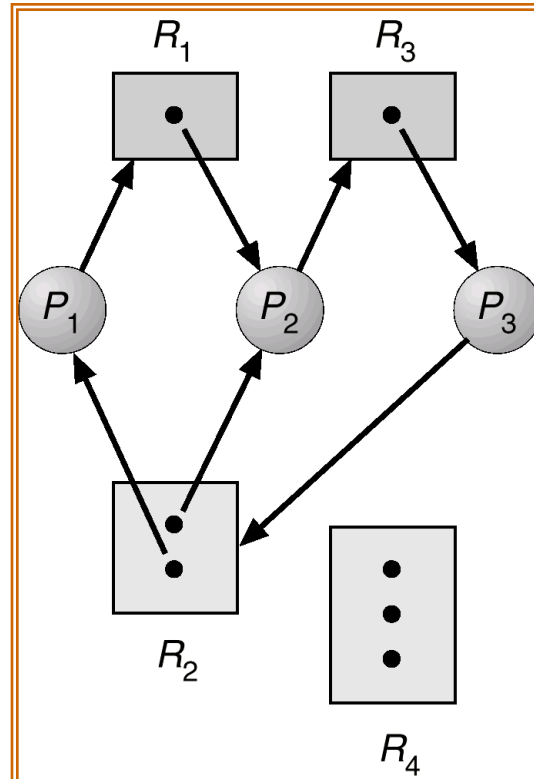 R₁ R₃
P₁ P₂ P₃
R₂
R₄